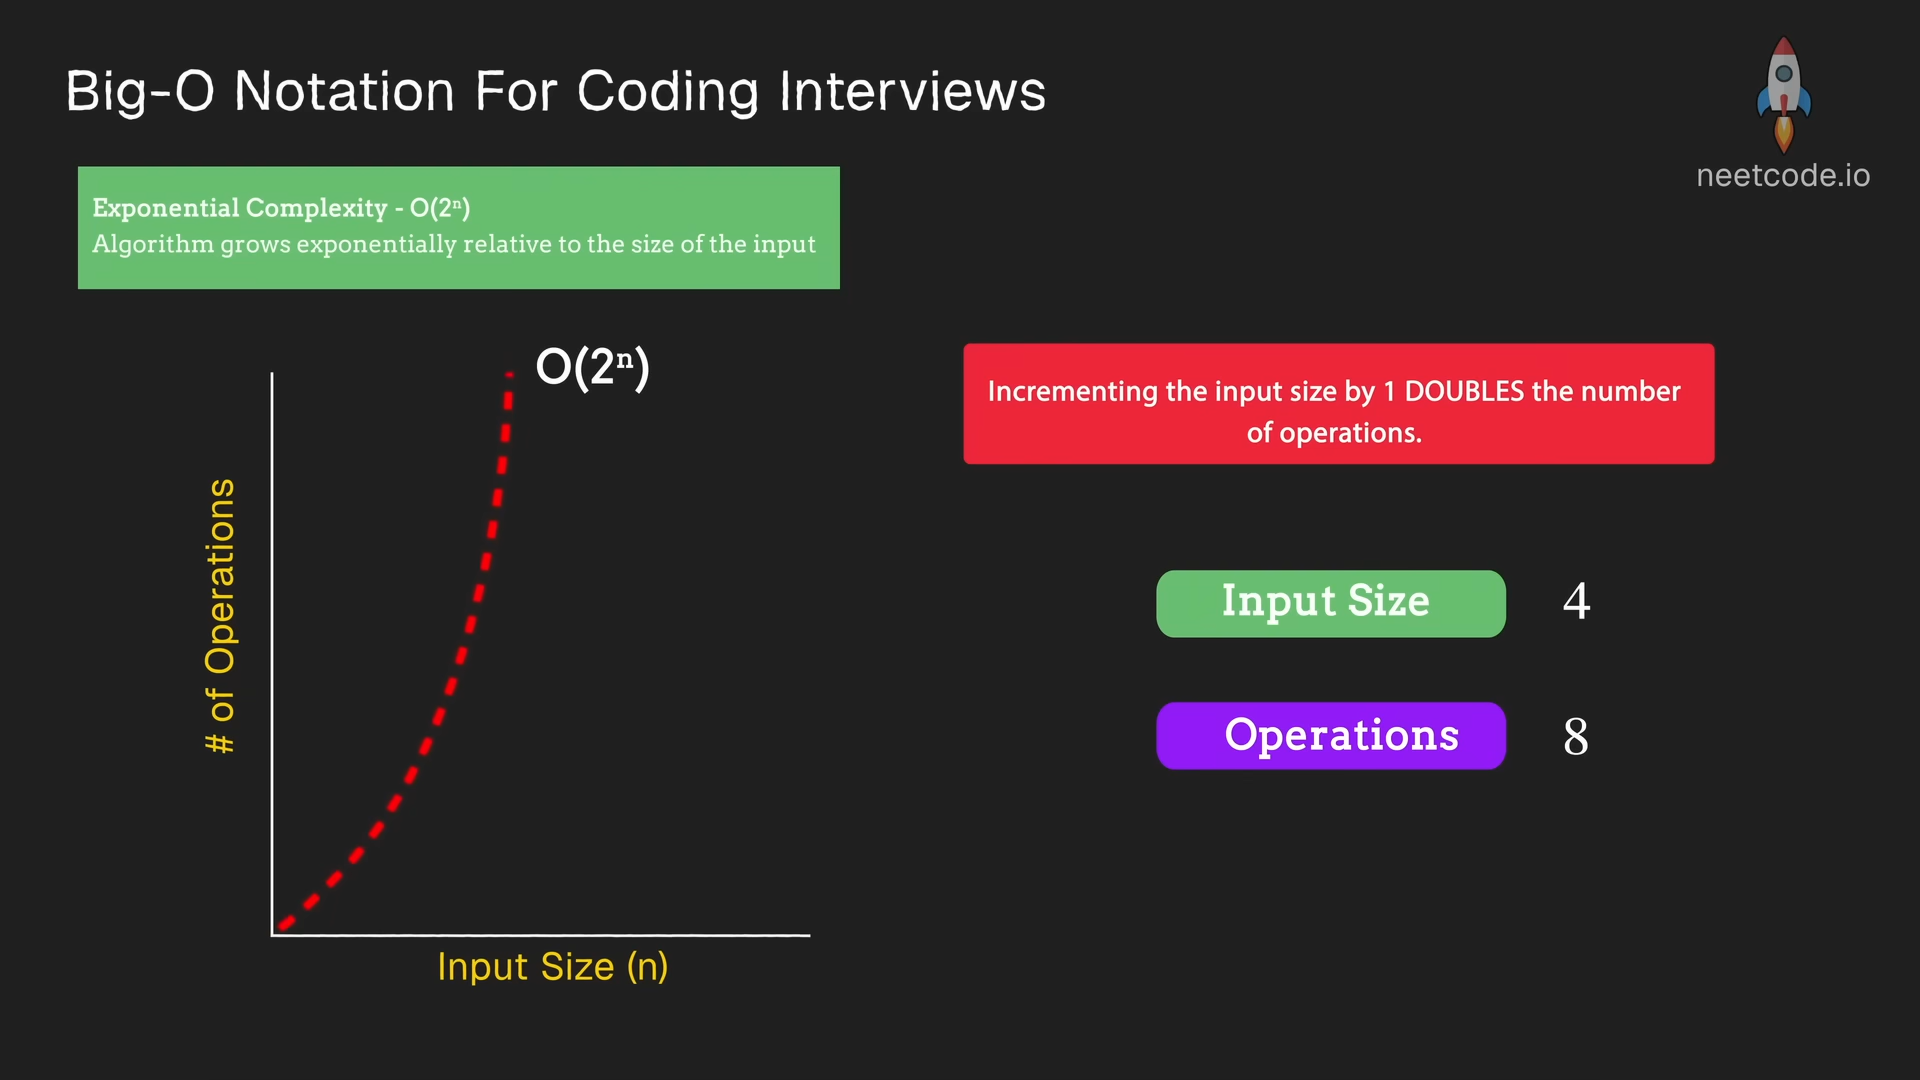 Big-O Notation For Coding Interviews
neetcode.io
Exponential Complexity - O(2ⁿ)
Algorithm grows exponentially relative to the size of the input
O(2ⁿ)
# of Operations
Input Size (n)
Incrementing the input size by 1 DOUBLES the number
of operations.
Input Size 4
Operations 8